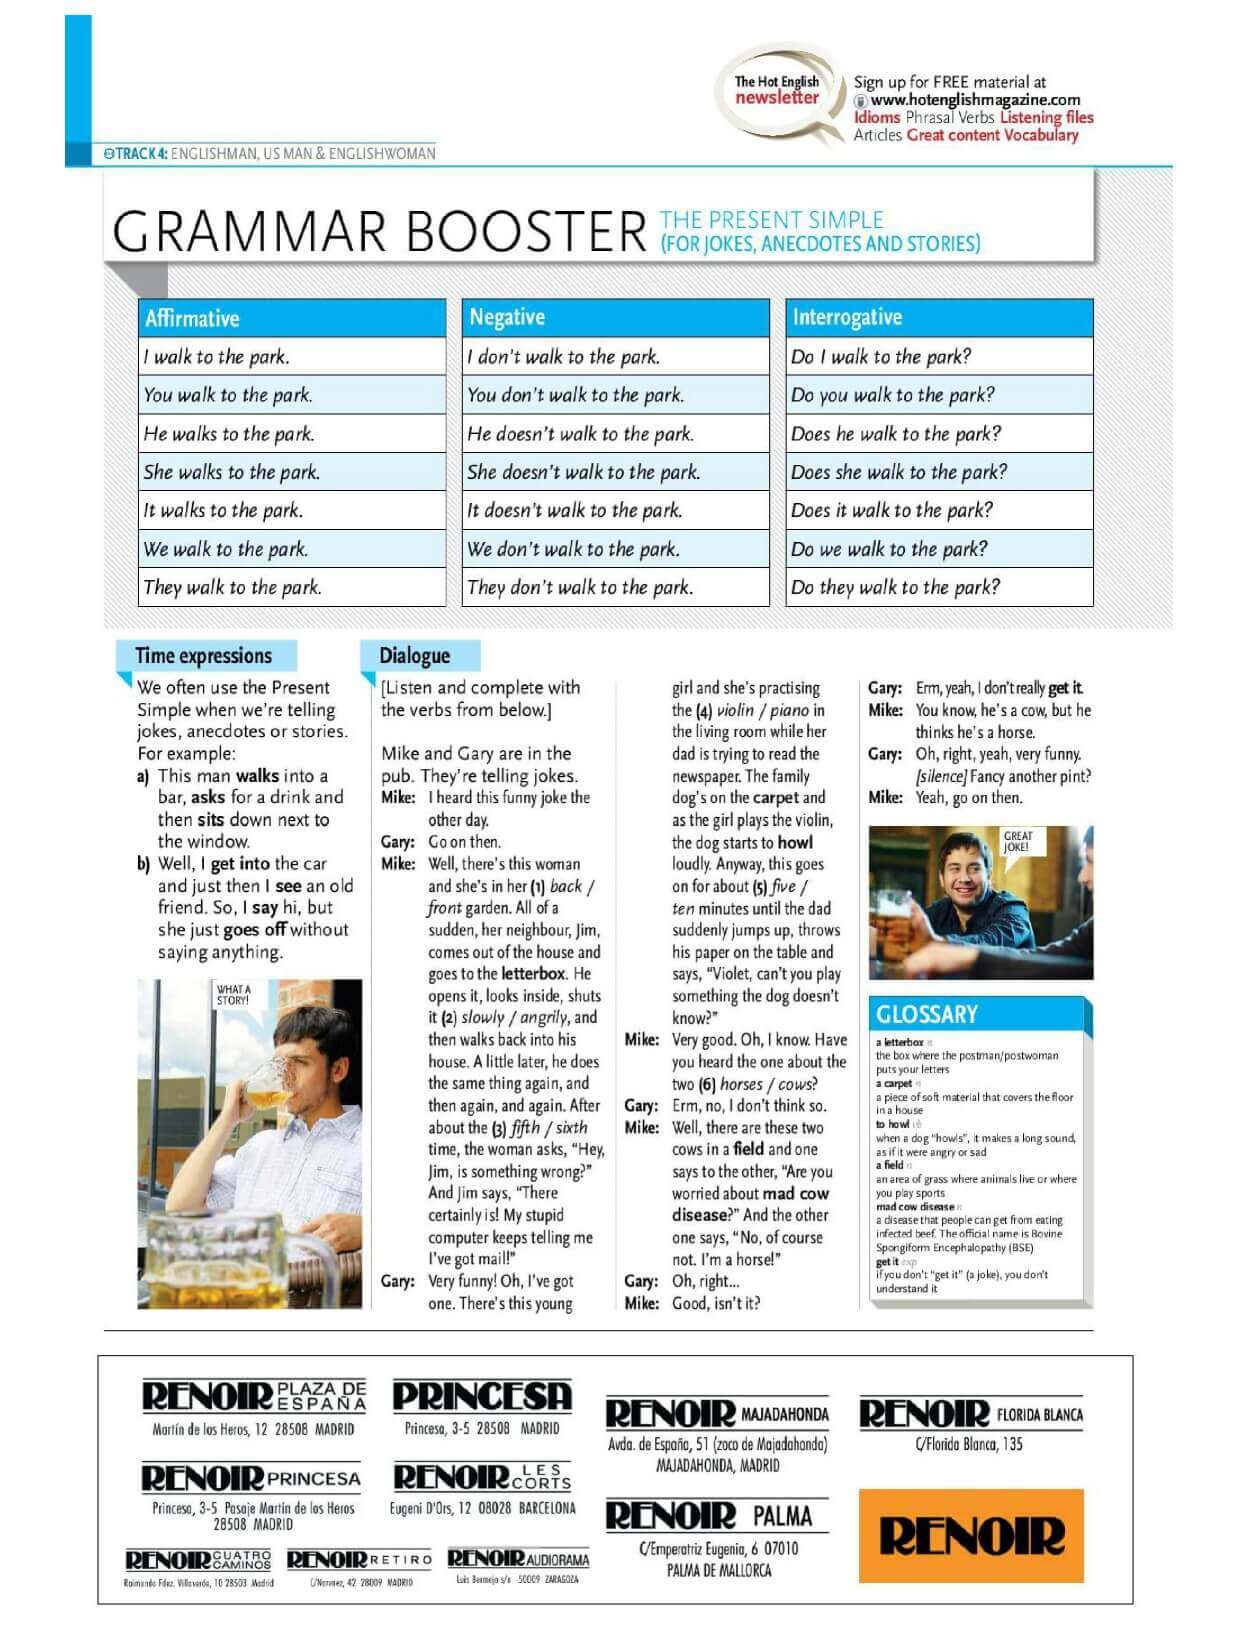 The Hot English
newsletter
Sign up for FREE material at
www.hotenglishmagazine.com
Idioms Phrasal Verbs Listening files
Articles Great content Vocabulary
TRACK 4: ENGLISHMAN, US MAN & ENGLISHWOMAN
GRAMMAR BOOSTER
THE PRESENT SIMPLE
(FOR JOKES, ANECDOTES AND STORIES)
Affirmative
I walk to the park.
You walk to the park.
He walks to the park.
She walks to the park.
It walks to the park.
We walk to the park.
They walk to the park.
Negative
I don't walk to the park.
You don't walk to the park.
He doesn't walk to the park.
She doesn't walk to the park.
It doesn't walk to the park.
We don't walk to the park.
They don't walk to the park.
Interrogative
Do I walk to the park?
Do you walk to the park?
Does he walk to the park?
Does she walk to the park?
Does it walk to the park?
Do we walk to the park?
Do they walk to the park?
Time expressions
We often use the Present
Simple when we're telling
jokes, anecdotes or stories.
For example:
a) This man walks into a
bar, asks for a drink and
then sits down next to
the window.
b) Well, I get into the car
and just then I see an old
friend. So, I say hi, but
she just goes off without
saying anything.
WHAT A
STORY!
Dialogue
[Listen and complete with
the verbs from below.]
Mike and Gary are in the
pub. They're telling jokes.
Mike: I heard this funny joke the
other day.
Gary: Go on then.
Mike: Well, there's this woman
and she's in her (1) back /
front garden. All of a
sudden, her neighbour, Jim,
comes out of the house and
goes to the letterbox. He
opens it, looks inside, shuts
it (2) slowly / angrily, and
then walks back into his
house. A little later, he does
the same thing again, and
then again, and again. After
about the (3) fifth / sixth
time, the woman asks, "Hey,
Jim, is something wrong?"
And Jim says, "There
certainly is! My stupid
computer keeps telling me
I've got mail!"
Gary: Very funny! Oh, I've got
one. There's this young
girl and she's practising
the (4) violin / piano in
the living room while her
dad is trying to read the
newspaper. The family
dog's on the carpet and
as the girl plays the violin,
the dog starts to howl
loudly. Anyway, this goes
on for about (5) five /
ten minutes until the dad
suddenly jumps up, throws
his paper on the table and
says, "Violet, can't you play
something the dog doesn't
know?"
Mike: Very good. Oh, I know. Have
you heard the one about the
two (6) horses / cows?
Gary: Erm, no, I don't think so.
Mike: Well, there are these two
cows in a field and one
says to the other, "Are you
worried about mad cow
disease?" And the other
one says, "No, of course
not. I'm a horse!"
Gary: Oh, right...
Mike: Good, isn't it?
Gary: Erm, yeah, I don't really get it.
Mike: You know, he's a cow, but he
thinks he's a horse.
Gary: Oh, right, yeah, very funny.
[silence] Fancy another pint?
Mike: Yeah, go on then.
GREAT
JOKE!
GLOSSARY
a letterbox n
the box where the postman/postwoman
puts your letters
a carpet n
a piece of soft material that covers the floor
in a house
to howl vb
when a dog "howls", it makes a long sound,
as if it were angry or sad
a field n
an area of grass where animals live or where
you play sports
mad cow disease n
a disease that people can get from eating
infected beef. The official name is Bovine
Spongiform Encephalopathy (BSE)
get it exp
if you don't "get it" (a joke), you don't
understand it
RENOIR PLAZA DE
ESPAÑA
Martín de los Heros, 12 28508 MADRID
PRINCESA
Princesa, 3-5 28508 MADRID
RENOIR MAJADAHONDA
Avda. de España, 51 (zoco de Majadahonda)
MAJADAHONDA, MADRID
RENOIR FLORIDA BLANCA
C/Florida Blanca, 135
RENOIR PRINCESA
Princesa, 3-5 Pasaje Martín de los Heros
28508 MADRID
RENOIR LES
CORTS
Eugeni D'Ors, 12 08028 BARCELONA
RENOIR PALMA
C/Emperatriz Eugenia, 6 07010
PALMA DE MALLORCA
RENOIR
RENOIR CUATRO
CAMINOS
Raimundo Fdez. Villaverde, 10 28503 Madrid
RENOIR RETIRO
C/Narvaez, 42 28009 MADRID
RENOIR AUDIORAMA
Luis Bermejo s/n 50009 ZARAGOZA